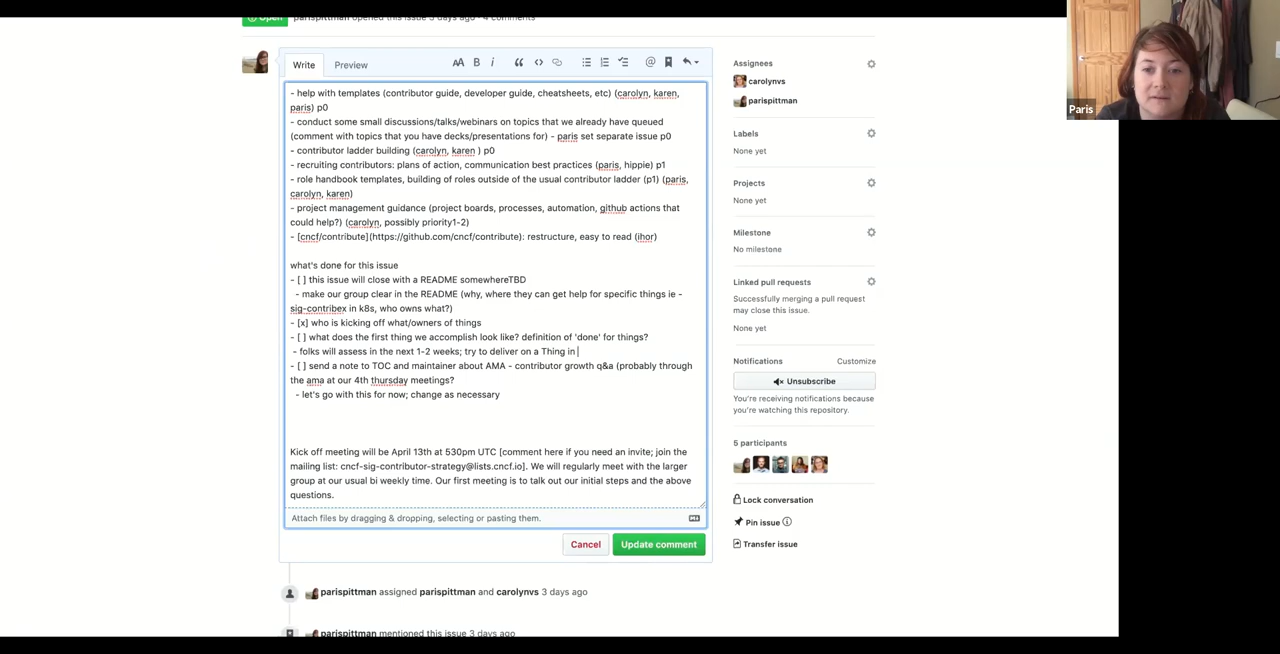 Open parispittman opened this issue 3 days ago · 4 comments
Write Preview
AA B i @
- help with templates (contributor guide, developer guide, cheatsheets, etc) (carolyn, karen,
paris) p0
- conduct some small discussions/talks/webinars on topics that we already have queued
(comment with topics that you have decks/presentations for) - paris set separate issue p0
- contributor ladder building (carolyn, karen ) p0
- recruiting contributors: plans of action, communication best practices (paris, hippie) p1
- role handbook templates, building of roles outside of the usual contributor ladder (p1) (paris,
carolyn, karen)
- project management guidance (project boards, processes, automation, github actions that
could help?) (carolyn, possibly priority1-2)
- [cncf/contribute](https://github.com/cncf/contribute): restructure, easy to read (ihor)
what's done for this issue
- [ ] this issue will close with a README somewhereTBD
- make our group clear in the README (why, where they can get help for specific things ie -
sig-contribex in k8s, who owns what?)
- [x] who is kicking off what/owners of things
- [ ] what does the first thing we accomplish look like? definition of 'done' for things?
- folks will assess in the next 1-2 weeks; try to deliver on a Thing in
- [ ] send a note to TOC and maintainer about AMA - contributor growth q&a (probably through
the ama at our 4th thursday meetings?
- let's go with this for now; change as necessary
Kick off meeting will be April 13th at 530pm UTC [comment here if you need an invite; join the
mailing list: cncf-sig-contributor-strategy@lists.cncf.io]. We will regularly meet with the larger
group at our usual bi weekly time. Our first meeting is to talk out our initial steps and the above
questions.
Attach files by dragging & dropping, selecting or pasting them.
Cancel Update comment
parispittman assigned parispittman and carolynvs 3 days ago
parispittman mentioned this issue 3 days ago
Assignees
carolynvs
parispittman
Labels
None yet
Projects
None yet
Milestone
No milestone
Linked pull requests
Successfully merging a pull request
may close this issue.
None yet
Notifications Customize
Unsubscribe
You're receiving notifications because
you're watching this repository.
5 participants
Lock conversation
Pin issue
Transfer issue
Paris